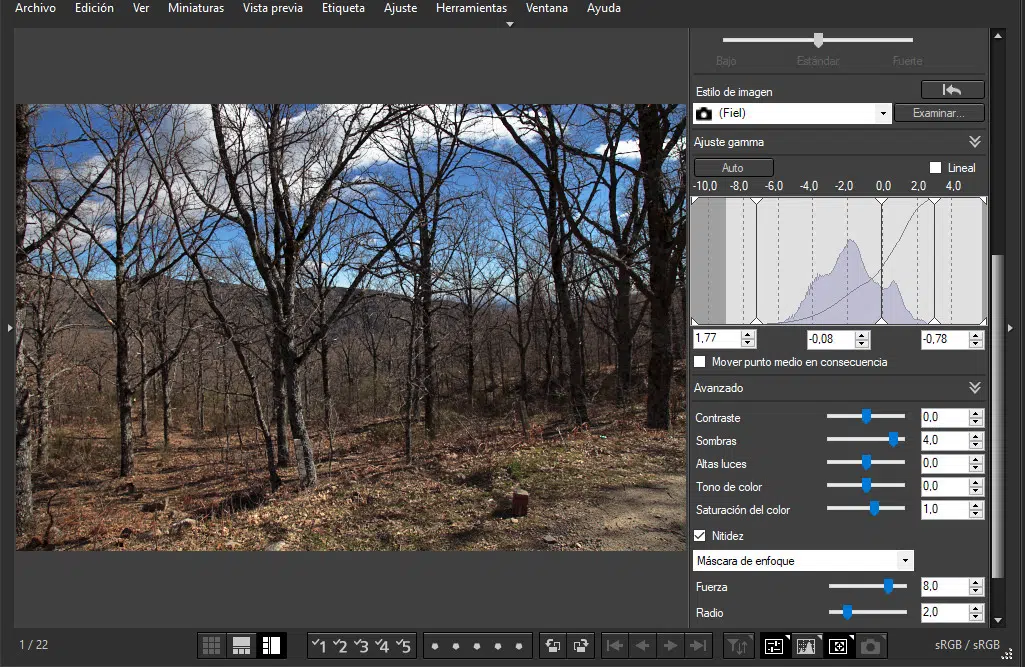 Archivo Edición Ver Miniaturas Vista previa Etiqueta Ajuste Herramientas Ventana Ayuda
Bajo Estándar Fuerte
Estilo de imagen
(Fiel) Examinar...
Ajuste gamma
Auto Lineal
-10,0 -8,0 -6,0 -4,0 -2,0 0,0 2,0 4,0
1,77 -0,08 -0,78
Mover punto medio en consecuencia
Avanzado
Contraste 0,0
Sombras 4,0
Altas luces 0,0
Tono de color 0,0
Saturación del color 1,0
Nitidez
Máscara de enfoque
Fuerza 8,0
Radio 2,0
1 / 22 1 2 3 4 5 sRGB / sRGB